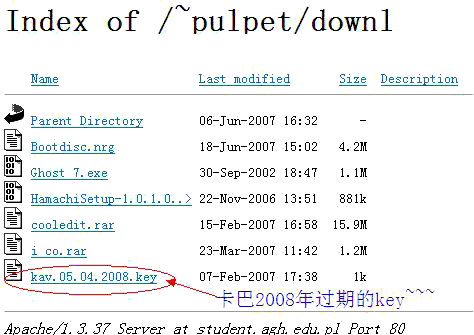 Index of /~pulpet/downl
Name Last modified Size Description
Parent Directory 06-Jun-2007 16:32 -
Bootdisc.nrg 18-Jun-2007 15:02 4.2M
Ghost 7.exe 30-Sep-2002 18:47 1.1M
HamachiSetup-1.0.1.0..> 22-Nov-2006 13:51 881k
cooledit.rar 15-Feb-2007 16:58 15.9M
i co.rar 23-Mar-2007 11:42 1.2M
kav.05.04.2008.key 07-Feb-2007 17:38 1k
卡巴2008年过期的key~~~
Apache/1.3.37 Server at student.agh.edu.pl Port 80